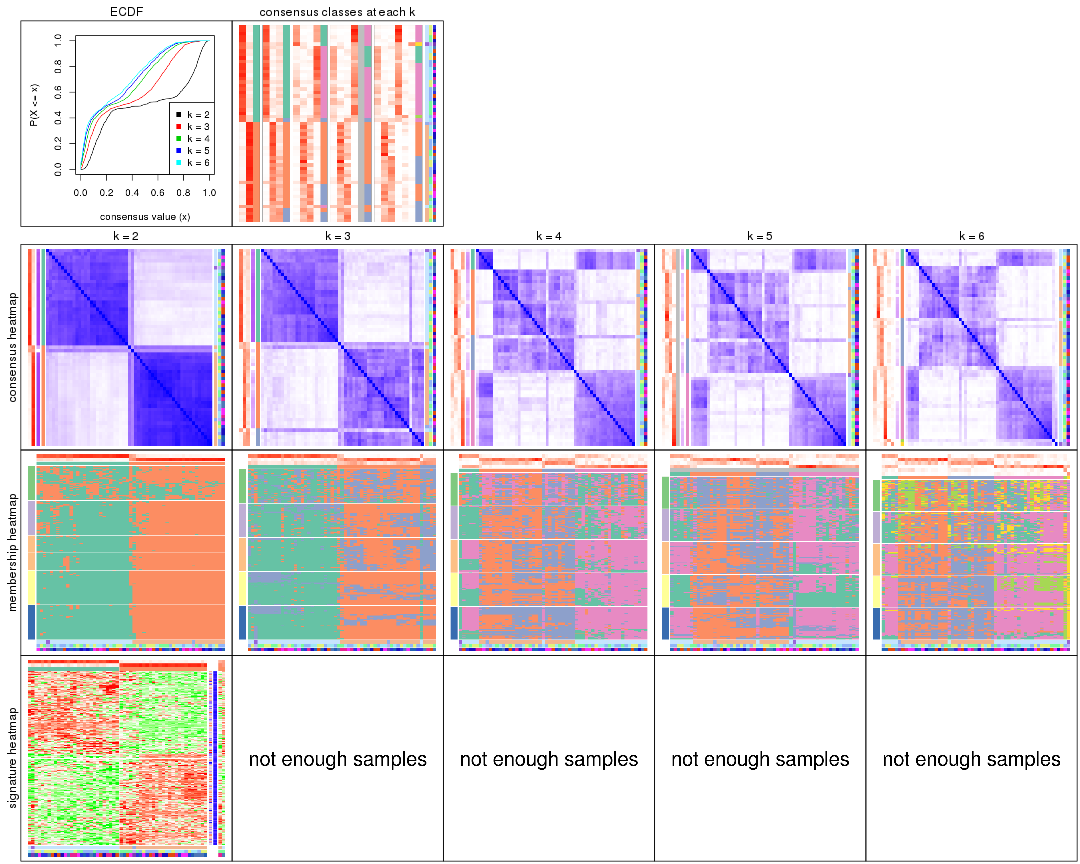 ECDF
consensus classes at each k
P(X <= x)
0.0 0.2 0.4 0.6 0.8 1.0
k = 2
k = 3
k = 4
k = 5
k = 6
0.0 0.2 0.4 0.6 0.8 1.0
consensus value (x)
k = 2 k = 3 k = 4 k = 5 k = 6
consensus heatmap
membership heatmap
signature heatmap
not enough samples not enough samples not enough samples not enough samples